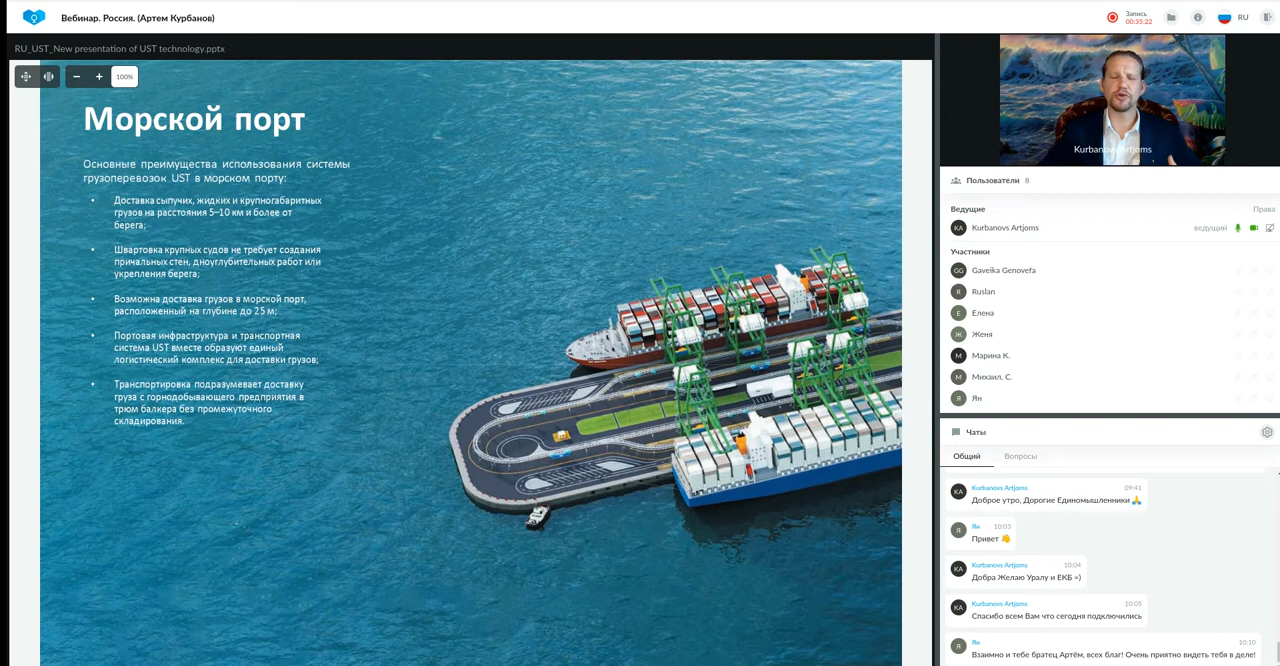 Вебинар. Россия. (Артем Курбанов)
Запись
00:35:22
RU
RU_UST_New presentation of UST technology.pptx
100%
Морской порт
Основные преимущества использования системы
грузоперевозок UST в морском порту:
• Доставка сыпучих, жидких и крупногабаритных
грузов на расстояния 5–10 км и более от
берега;
• Швартовка крупных судов не требует создания
причальных стен, дноуглубительных работ или
укрепления берега;
• Возможна доставка грузов в морской порт,
расположенный на глубине до 25 м;
• Портовая инфраструктура и транспортная
система UST вместе образуют единый
логистический комплекс для доставки грузов;
• Транспортировка подразумевает доставку
груза с горнодобывающего предприятия в
трюм балкера без промежуточного
складирования.
Kurbanovs Artjoms
Пользователи 8
Ведущие Права
KA Kurbanovs Artjoms ведущий
Участники
GG Gaveika Genovefa
R Ruslan
Е Елена
Ж Женя
М Марина К.
М Михаил. С.
Я Ян
Чаты
Общий Вопросы
KA Kurbanovs Artjoms 09:41
Доброе утро, Дорогие Единомышленники 🙏
Я Ян 10:03
Привет 👋
KA Kurbanovs Artjoms 10:04
Добра Желаю Уралу и ЕКБ =)
KA Kurbanovs Artjoms 10:05
Спасибо всем Вам что сегодня подключились
Я Ян 10:10
Взаимно и тебе братец Артём, всех благ! Очень приятно видеть тебя в деле!